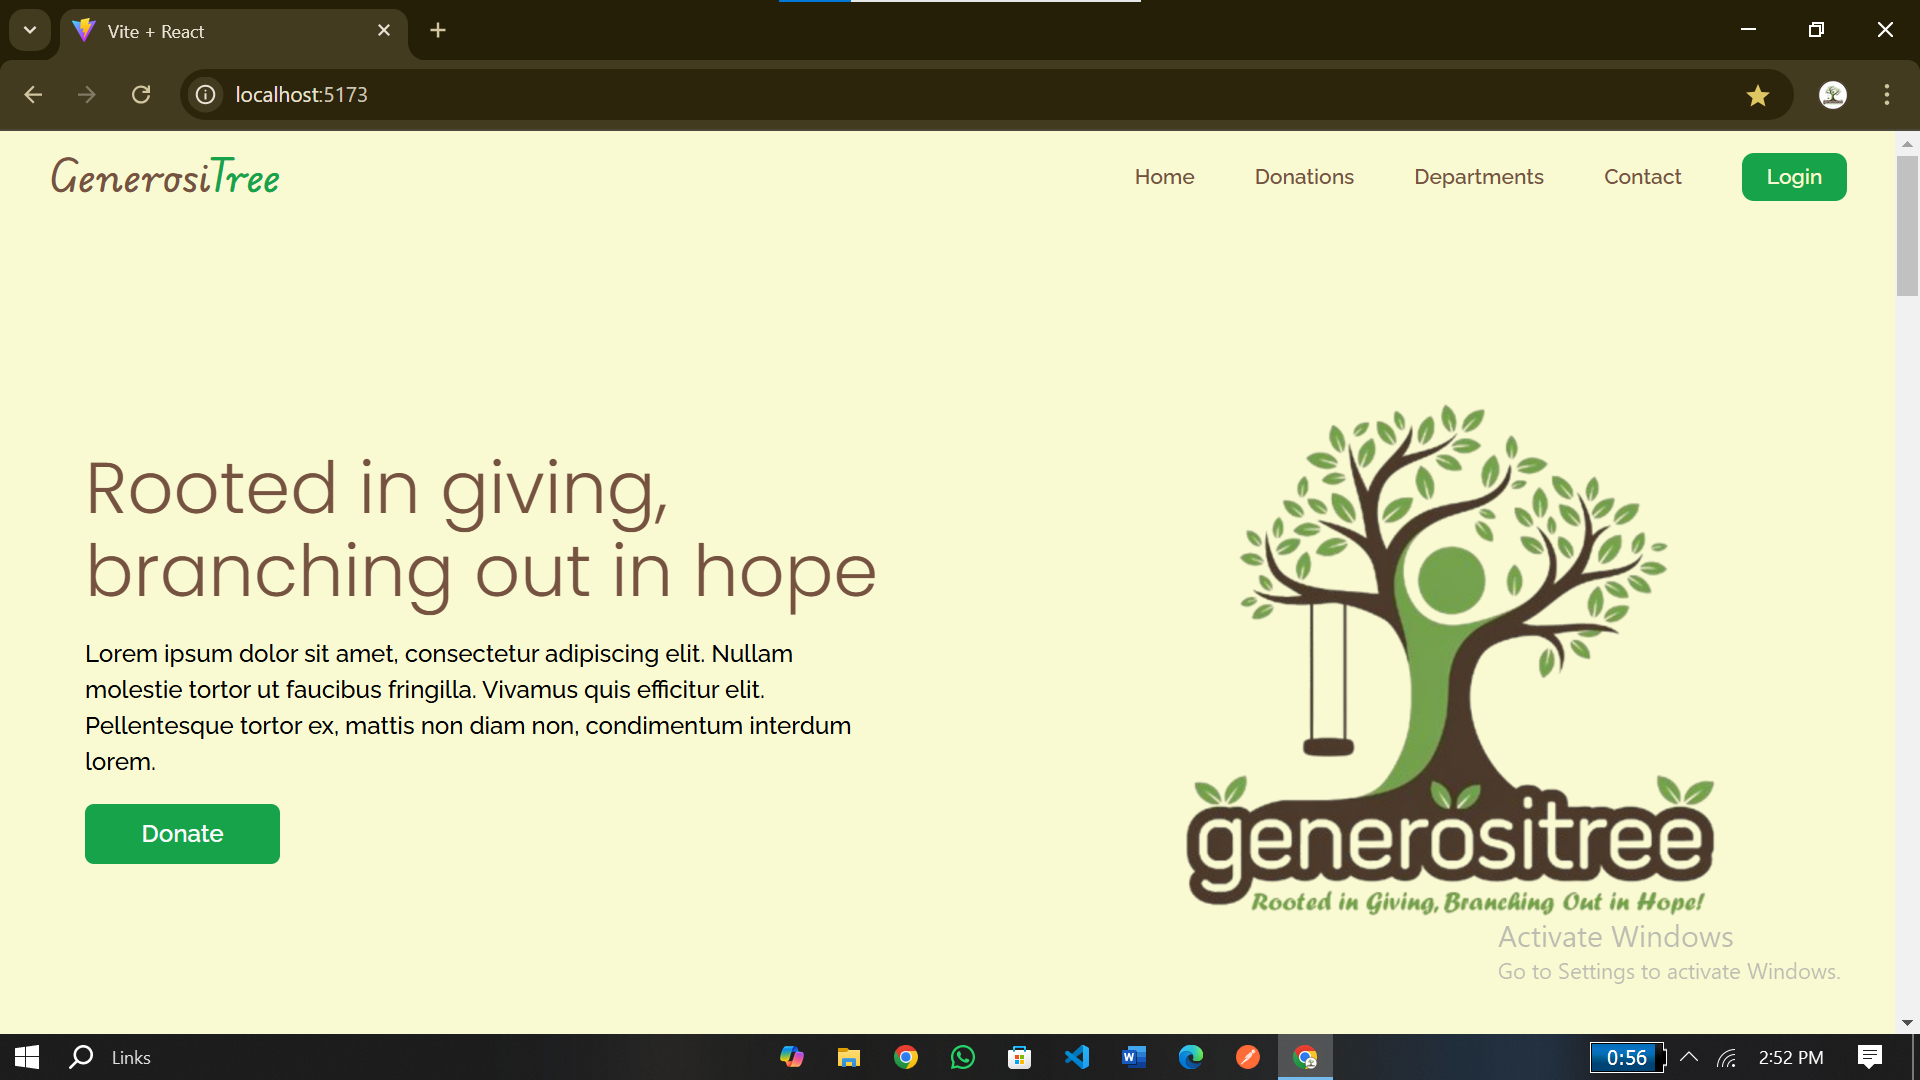 Vite + React
localhost:5173
GenerosiTree
Home Donations Departments Contact Login
Rooted in giving,
branching out in hope
Lorem ipsum dolor sit amet, consectetur adipiscing elit. Nullam
molestie tortor ut faucibus fringilla. Vivamus quis efficitur elit.
Pellentesque tortor ex, mattis non diam non, condimentum interdum
lorem.
Donate
generositree
Rooted in Giving, Branching Out in Hope!
Activate Windows
Go to Settings to activate Windows.
Links
0:56
2:52 PM